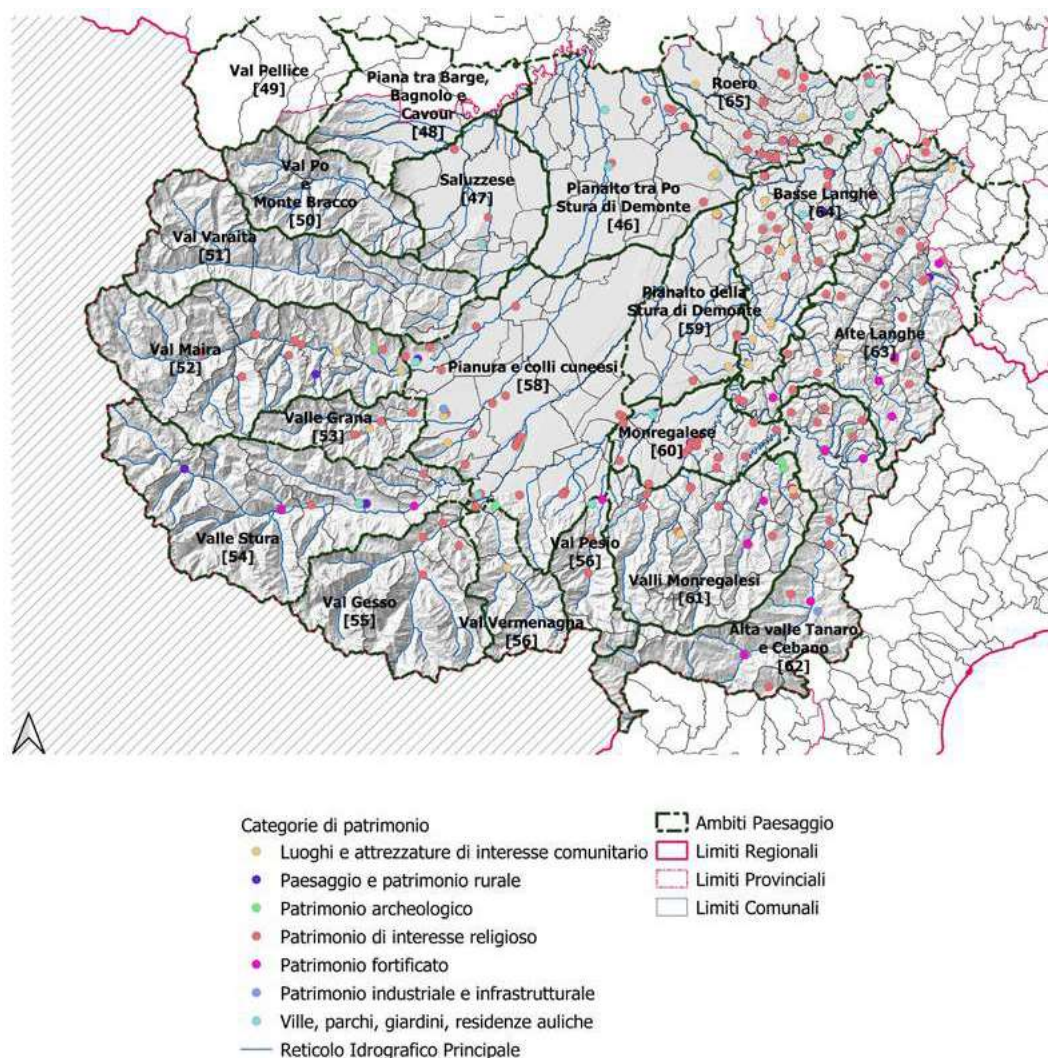 Val Pellice
[49]
Piana tra Barge,
Bagnolo e
Cavour
[48]
Roero
[65]
Val Po
e
Monte Bracco
[50]
Saluzzese
[47]
Pianalto tra Po
Stura di Demonte
[46]
Basse Langhe
[64]
Val Varaita
[51]
Pianalto della
Stura di Demonte
[59]
Alte Langhe
[63]
Val Maira
[52]
Pianura e colli cuneesi
[58]
Valle Grana
[53]
Monregalese
[60]
Valle Stura
[54]
Val Pesio
[56]
Valli Monregalesi
[61]
Val Gesso
[55]
Val Vermenagna
[56]
Alta valle Tanaro
e Cebano
[62]
Categorie di patrimonio
Luoghi e attrezzature di interesse comunitario
Paesaggio e patrimonio rurale
Patrimonio archeologico
Patrimonio di interesse religioso
Patrimonio fortificato
Patrimonio industriale e infrastrutturale
Ville, parchi, giardini, residenze auliche
Reticolo Idrografico Principale
Ambiti Paesaggio
Limiti Regionali
Limiti Provinciali
Limiti Comunali